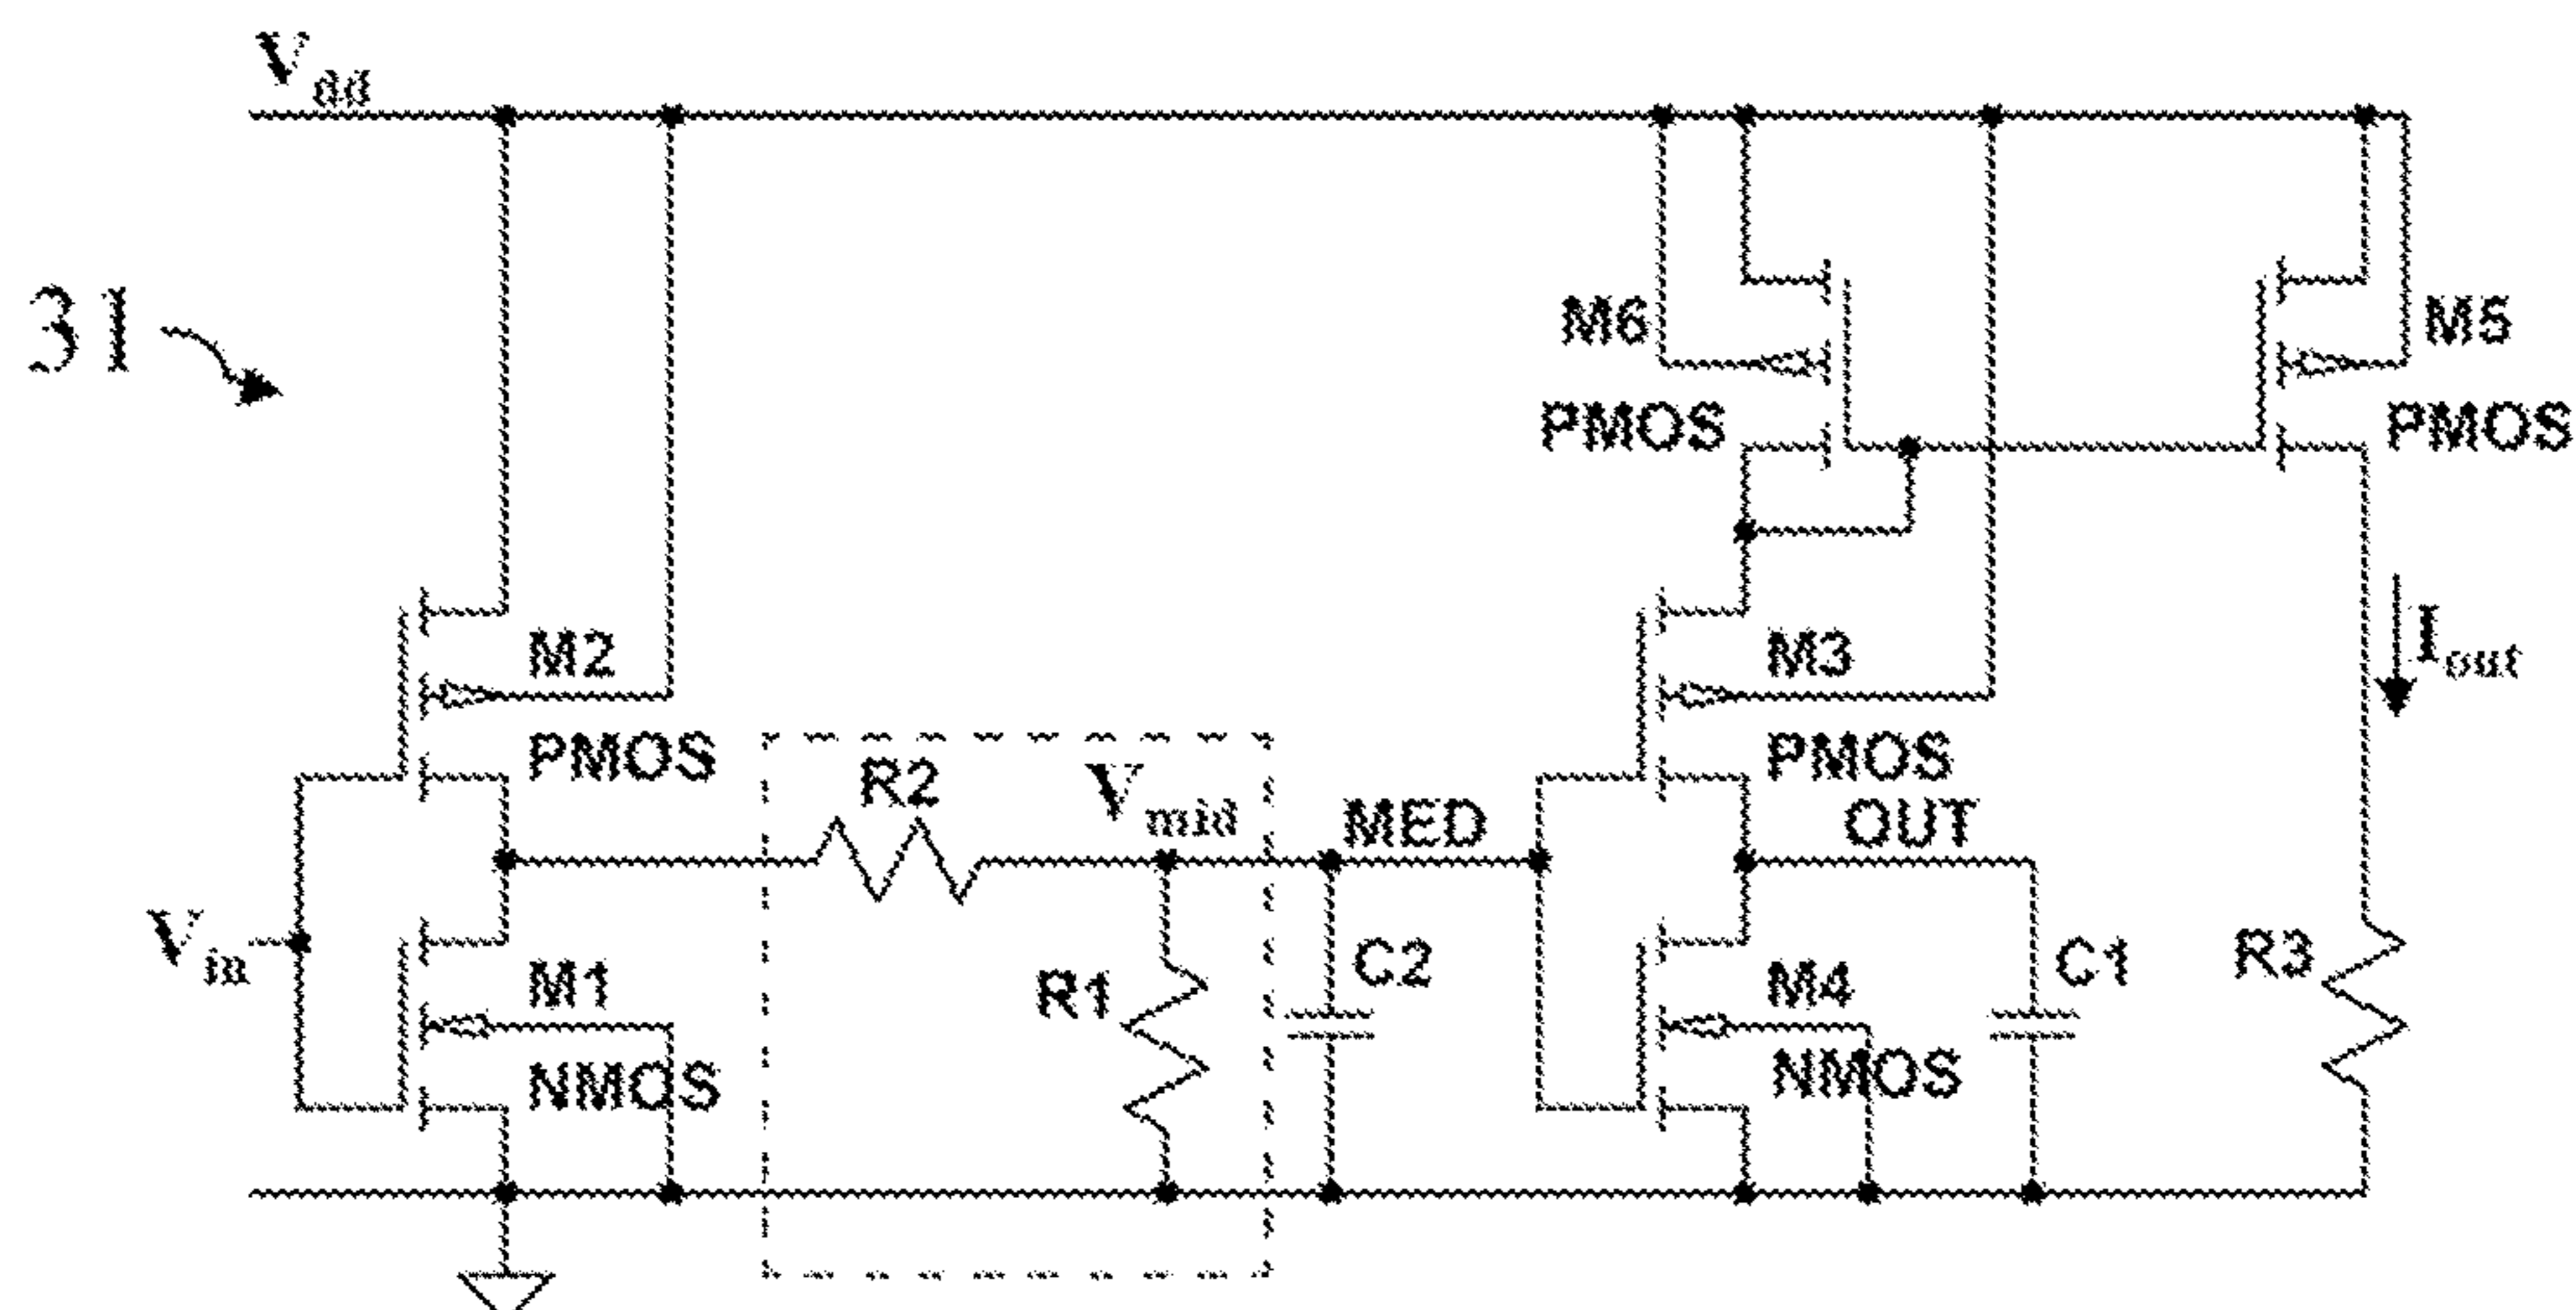 Vdd
31
M6
PMOS
M5
PMOS
M2
PMOS
M3
PMOS
Iout
R2
Vmid
MED
OUT
Vin
M1
NMOS
R1
C2
M4
NMOS
C1
R3